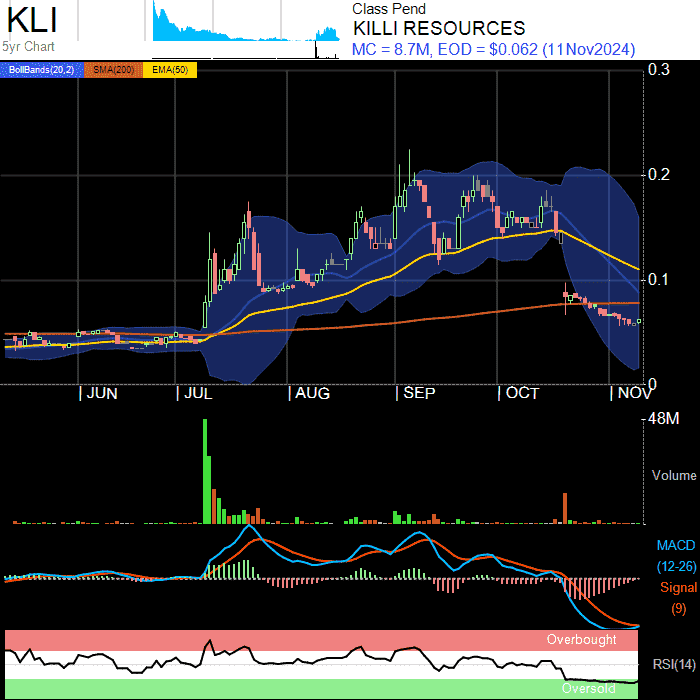 KLI
5yr Chart
Class Pend
KILLI RESOURCES
MC = 8.7M, EOD = $0.062 (11Nov2024)
BollBands(20,2) SMA(200) EMA(50)
0.3
0.2
0.1
0
JUN JUL AUG SEP OCT NOV
48M
Volume
MACD
(12-26)
Signal
(9)
Overbought
RSI(14)
Oversold